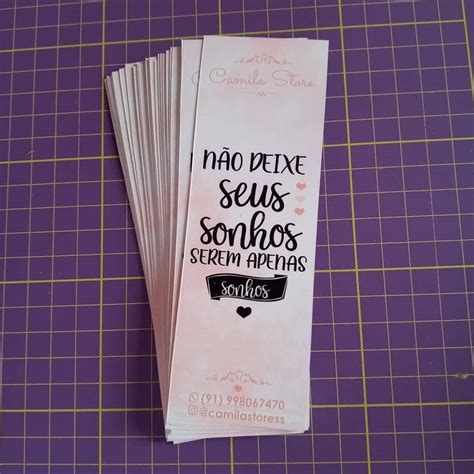 Camila Store
NÃO DEIXE
seus
sonhos
SEREM APENAS
sonhos
(91) 998067470
@camilastoress